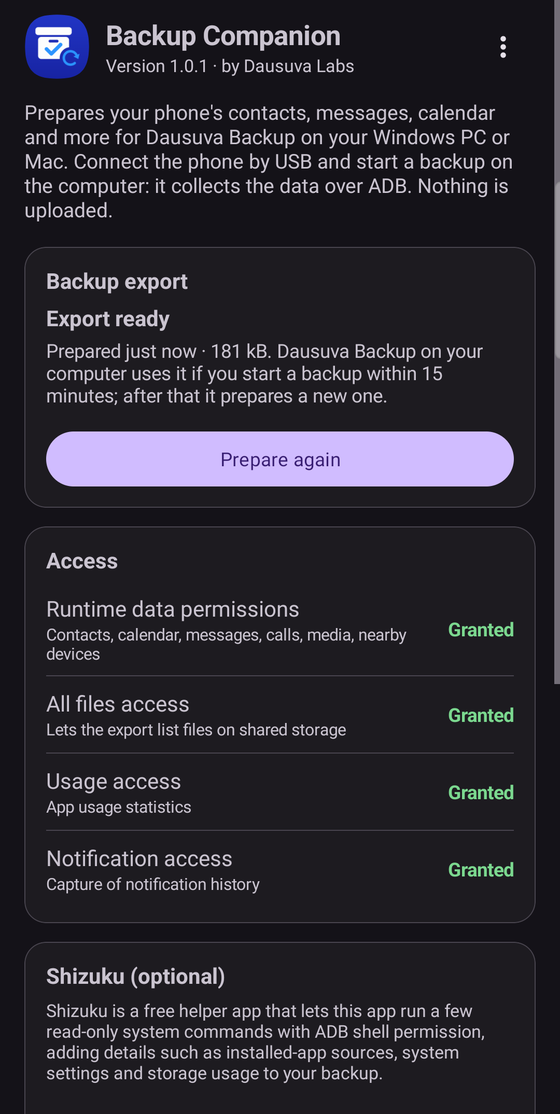 Backup Companion
Version 1.0.1 · by Dausuva Labs
Prepares your phone's contacts, messages, calendar
and more for Dausuva Backup on your Windows PC or
Mac. Connect the phone by USB and start a backup on
the computer: it collects the data over ADB. Nothing is
uploaded.
Backup export
Export ready
Prepared just now · 181 kB. Dausuva Backup on your
computer uses it if you start a backup within 15
minutes; after that it prepares a new one.
Prepare again
Access
Runtime data permissions
Contacts, calendar, messages, calls, media, nearby
devices
Granted
All files access
Lets the export list files on shared storage
Granted
Usage access
App usage statistics
Granted
Notification access
Capture of notification history
Granted
Shizuku (optional)
Shizuku is a free helper app that lets this app run a few
read-only system commands with ADB shell permission,
adding details such as installed-app sources, system
settings and storage usage to your backup.